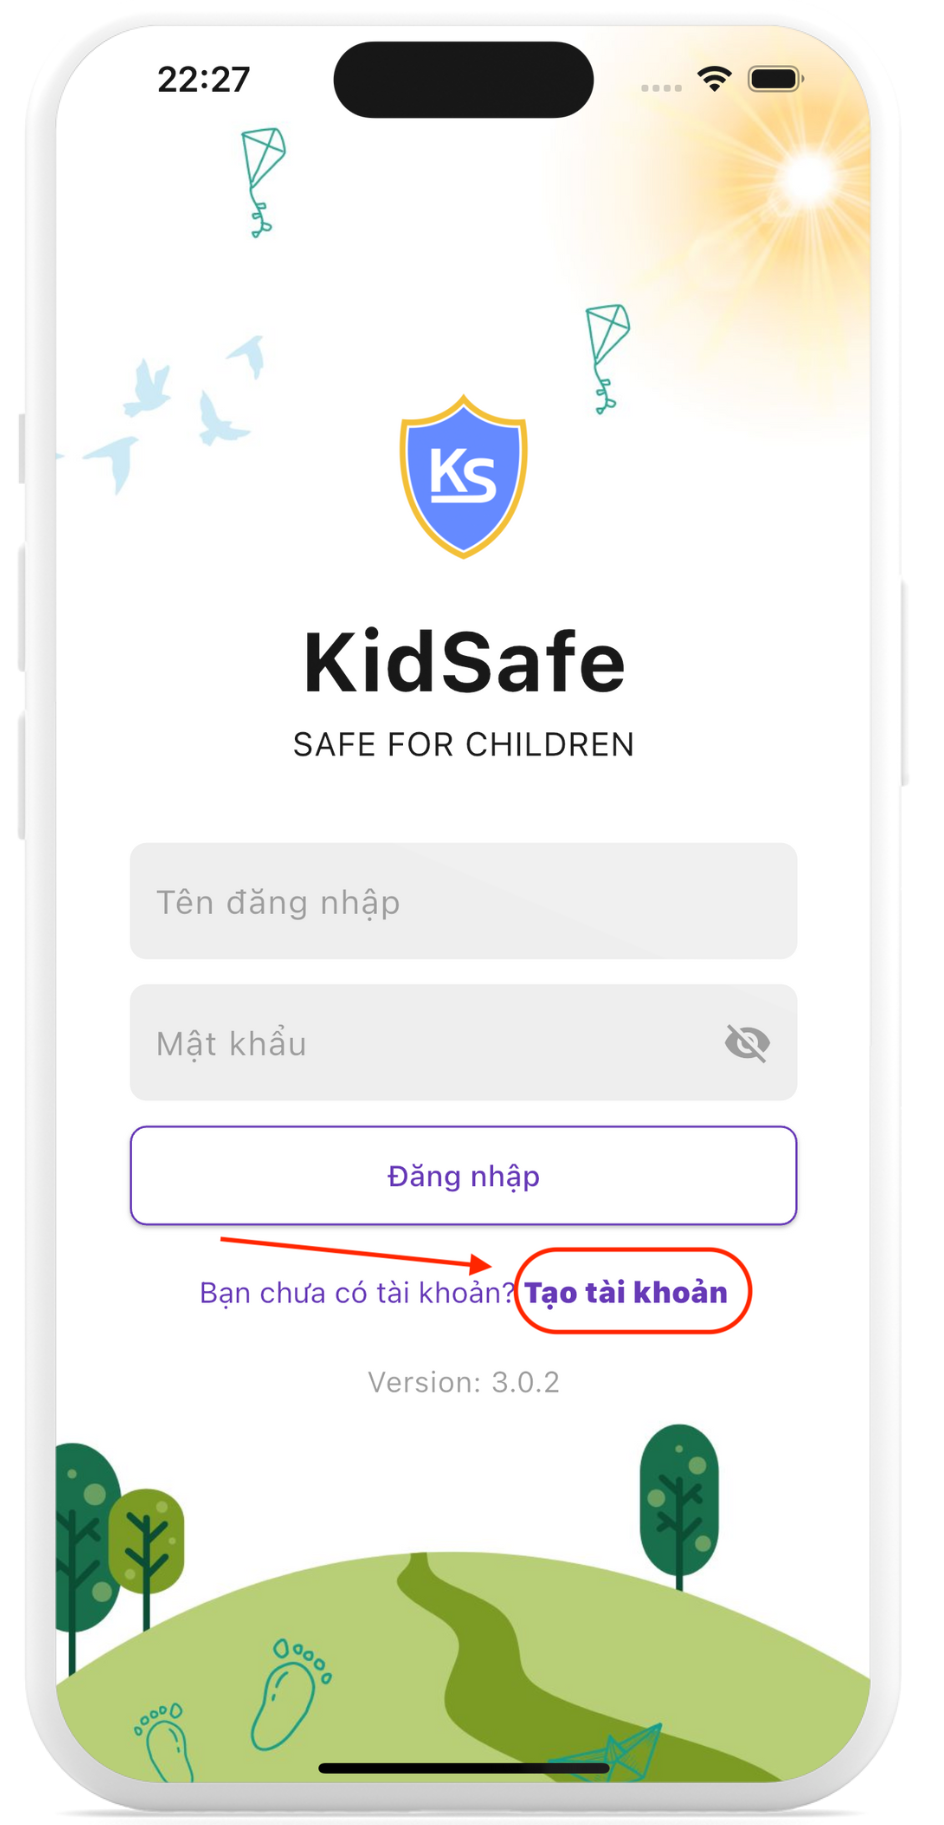 22:27
KS
KidSafe
SAFE FOR CHILDREN
Tên đăng nhập
Mật khẩu
Đăng nhập
Bạn chưa có tài khoản? Tạo tài khoản
Version: 3.0.2